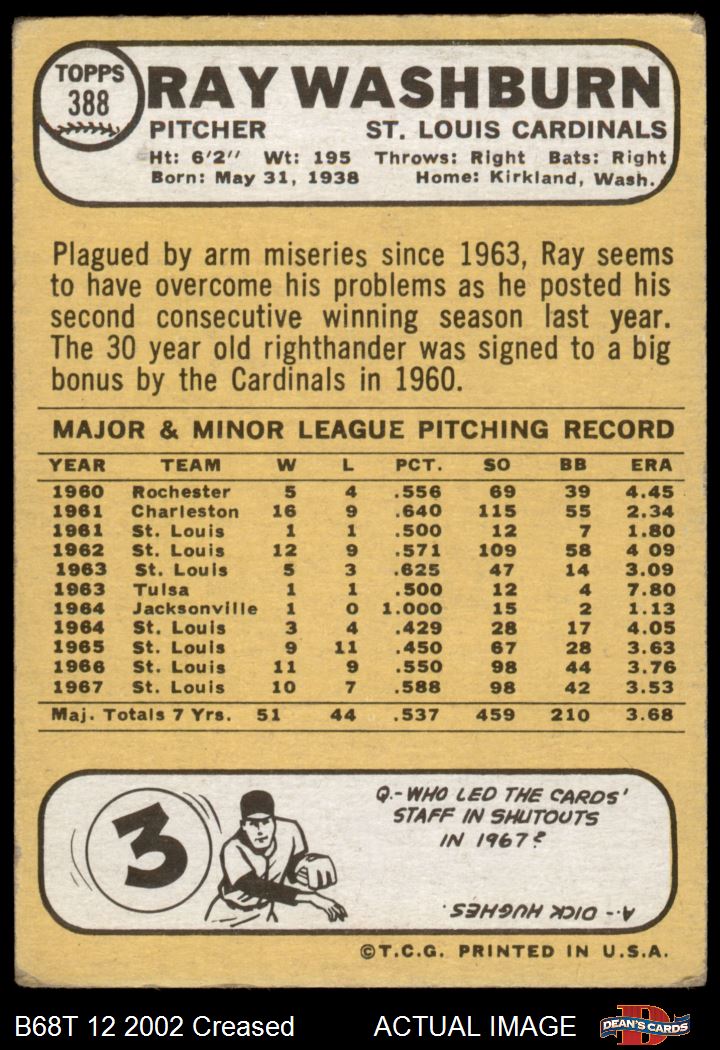 TOPPS
388
RAY WASHBURN
PITCHER ST. LOUIS CARDINALS
Ht: 6'2" Wt: 195 Throws: Right Bats: Right
Born: May 31, 1938 Home: Kirkland, Wash.
Plagued by arm miseries since 1963, Ray seems
to have overcome his problems as he posted his
second consecutive winning season last year.
The 30 year old righthander was signed to a big
bonus by the Cardinals in 1960.
MAJOR & MINOR LEAGUE PITCHING RECORD
YEAR TEAM W L PCT. SO BB ERA
1960 Rochester 5 4 .556 69 39 4.45
1961 Charleston 16 9 .640 115 55 2.34
1961 St. Louis 1 1 .500 12 7 1.80
1962 St. Louis 12 9 .571 109 58 4 09
1963 St. Louis 5 3 .625 47 14 3.09
1963 Tulsa 1 1 .500 12 4 7.80
1964 Jacksonville 1 0 1.000 15 2 1.13
1964 St. Louis 3 4 .429 28 17 4.05
1965 St. Louis 9 11 .450 67 28 3.63
1966 St. Louis 11 9 .550 98 44 3.76
1967 St. Louis 10 7 .588 98 42 3.53
Maj. Totals 7 Yrs. 51 44 .537 459 210 3.68
3
Q.-WHO LED THE CARDS'
STAFF IN SHUTOUTS
IN 1967?
A.- DICK HUGHES.
©T.C.G. PRINTED IN U.S.A.
B68T 12 2002 Creased ACTUAL IMAGE
D
DEAN'S CARDS